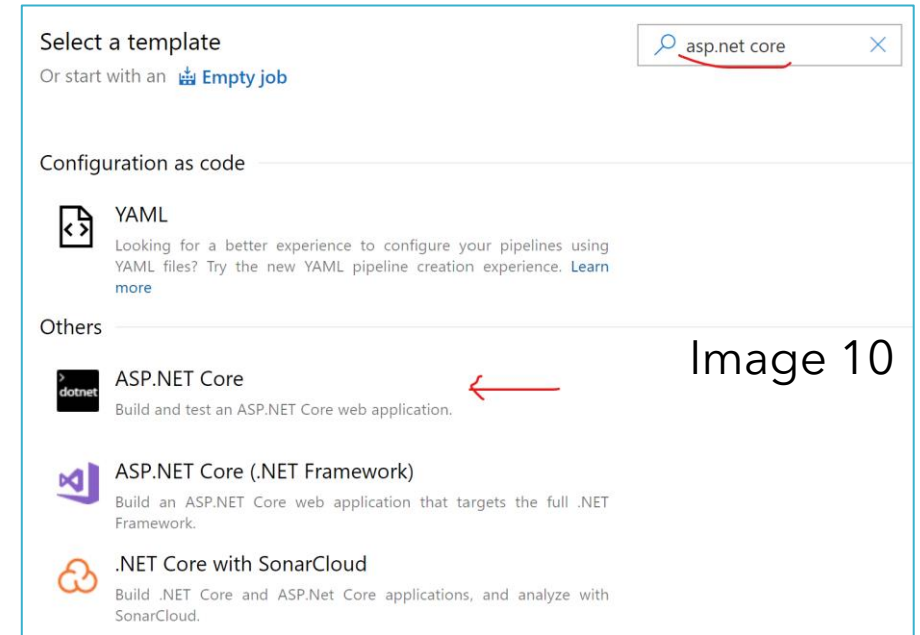 Select a template
asp.net core
Or start with an Empty job
Configuration as code
YAML
Looking for a better experience to configure your pipelines using
YAML files? Try the new YAML pipeline creation experience. Learn
more
Others
Image 10
dotnet
ASP.NET Core
Build and test an ASP.NET Core web application.
ASP.NET Core (.NET Framework)
Build an ASP.NET Core web application that targets the full .NET
Framework.
.NET Core with SonarCloud
Build .NET Core and ASP.Net Core applications, and analyze with
SonarCloud.